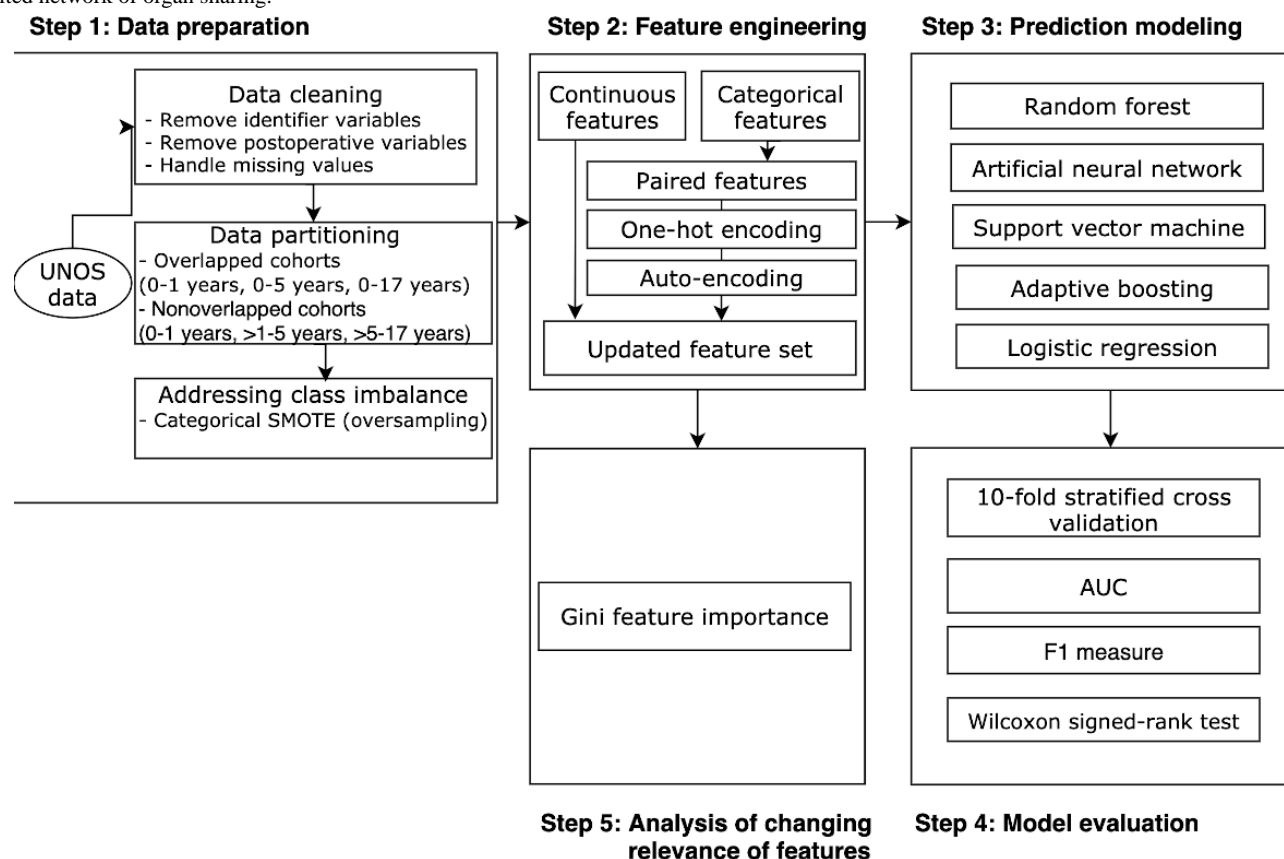 network of organ sharing.
Step 1: Data preparation
Step 2: Feature engineering
Step 3: Prediction modeling
UNOS
data
Data cleaning
- Remove identifier variables
- Remove postoperative variables
- Handle missing values
Data partitioning
- Overlapped cohorts
(0-1 years, 0-5 years, 0-17 years)
- Nonoverlapped cohorts
(0-1 years, >1-5 years, >5-17 years)
Addressing class imbalance
- Categorical SMOTE (oversampling)
Continuous
features
Categorical
features
Paired features
One-hot encoding
Auto-encoding
Updated feature set
Random forest
Artificial neural network
Support vector machine
Adaptive boosting
Logistic regression
10-fold stratified cross
validation
AUC
F1 measure
Wilcoxon signed-rank test
Gini feature importance
Step 5: Analysis of changing
relevance of features
Step 4: Model evaluation